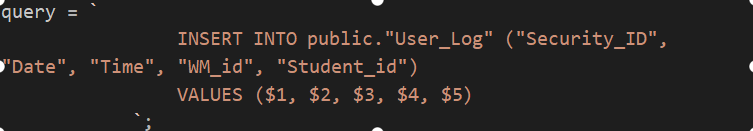 query = `
INSERT INTO public."User_Log" ("Security_ID",
"Date", "Time", "WM_id", "Student_id")
VALUES ($1, $2, $3, $4, $5)
`;